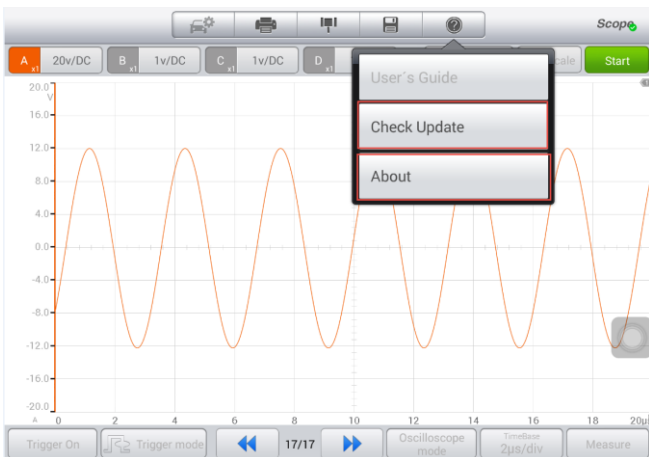 Scope
A x1 20v/DC B x1 1v/DC C x1 1v/DC D x1 Start
User's Guide
Check Update
About
20.0
V
16.0
12.0
8.0
4.0
0.0
-4.0
-8.0
-12.0
-16.0
-20.0
A 0 2 4 6 8 10 12 14 16 18
Trigger On Trigger mode 17/17 Oscilloscope mode TimeBase 2µs/div Measure